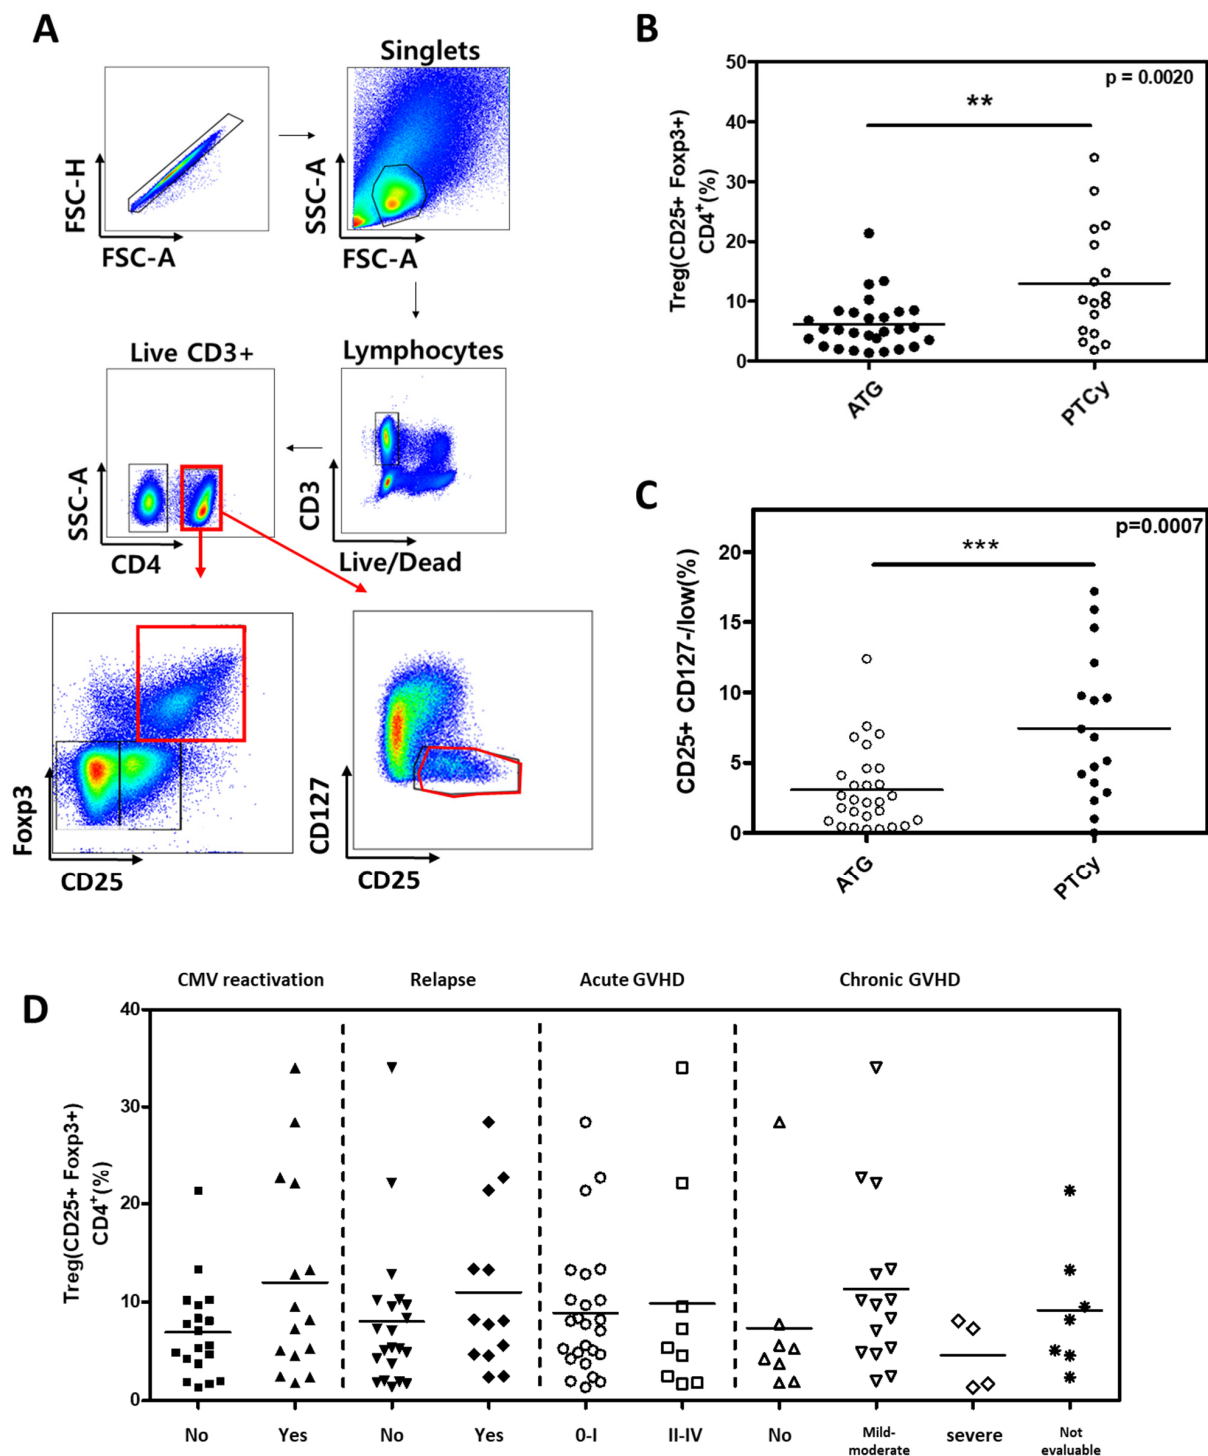 A
Singlets
FSC-H
FSC-A
SSC-A
FSC-A
Live CD3+
Lymphocytes
SSC-A
CD4
CD3
Live/Dead
Foxp3
CD25
CD127
CD25
B
p = 0.0020
**
Treg(CD25+ Foxp3+)
CD4+(%)
50
40
30
20
10
0
ATG
PTCy
C
p=0.0007
***
CD25+ CD127-/low(%)
20
15
10
5
0
ATG
PTCy
CMV reactivation
Relapse
Acute GVHD
Chronic GVHD
D
Treg(CD25+ Foxp3+)
CD4+(%)
40
30
20
10
0
No
Yes
No
Yes
0-I
II-IV
No
Mild-
moderate
severe
Not
evaluable